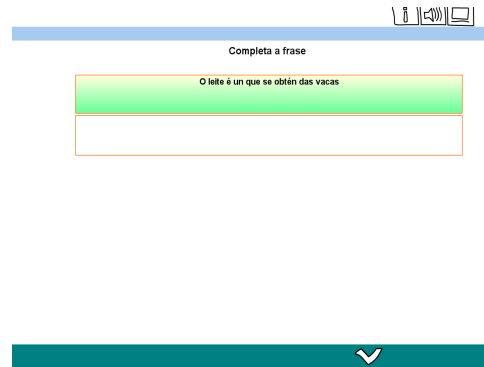 Completa a frase
O leite é un que se obtén das vacas